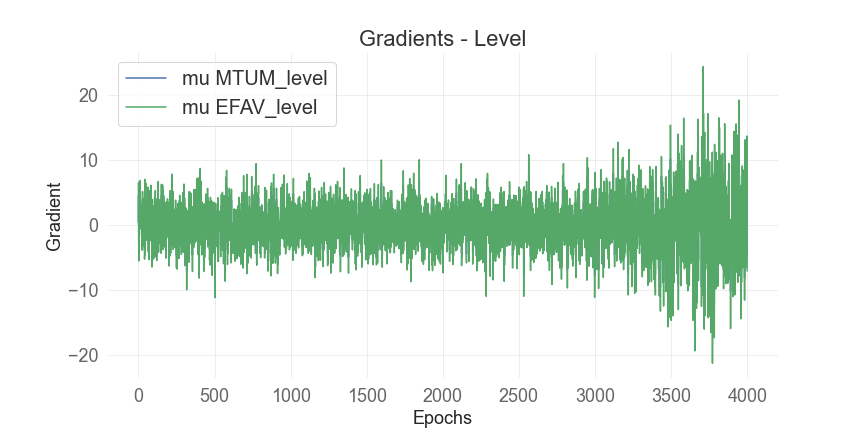 Gradients - Level
mu MTUM_level
mu EFAV_level
20
10
0
−10
−20
Gradient
0 500 1000 1500 2000 2500 3000 3500 4000
Epochs